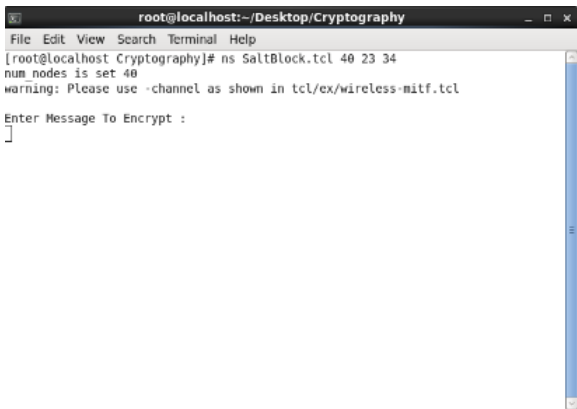 root@localhost:~/Desktop/Cryptography
File Edit View Search Terminal Help
[root@localhost Cryptography]# ns SaltBlock.tcl 40 23 34
num_nodes is set 40
warning: Please use -channel as shown in tcl/ex/wireless-mitf.tcl
Enter Message To Encrypt :